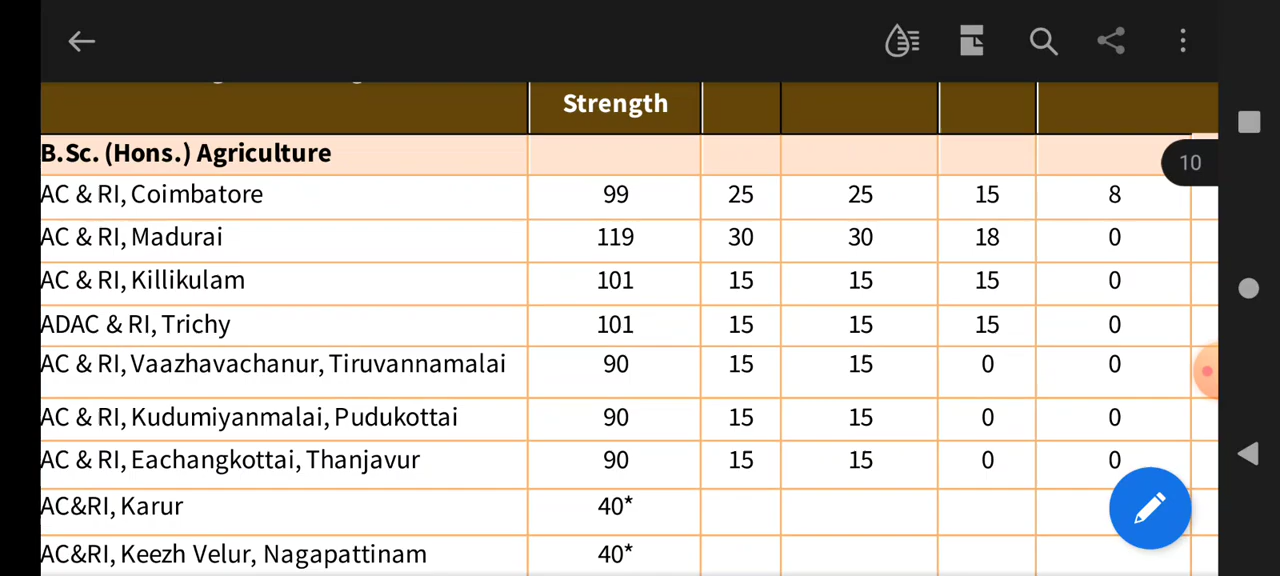 Strength
10
B.Sc. (Hons.) Agriculture
AC & RI, Coimbatore 99 25 25 15 8
AC & RI, Madurai 119 30 30 18 0
AC & RI, Killikulam 101 15 15 15 0
ADAC & RI, Trichy 101 15 15 15 0
AC & RI, Vaazhavachanur, Tiruvannamalai 90 15 15 0 0
AC & RI, Kudumiyanmalai, Pudukottai 90 15 15 0 0
AC & RI, Eachangkottai, Thanjavur 90 15 15 0 0
AC&RI, Karur 40*
AC&RI, Keezh Velur, Nagapattinam 40*